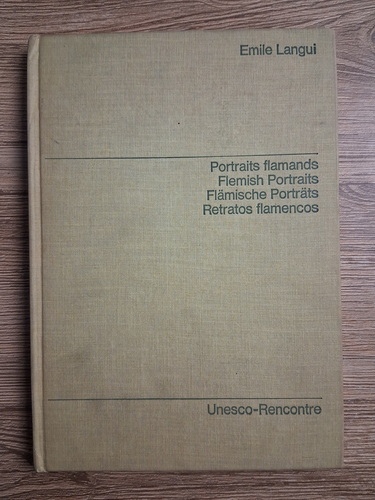 Emile Langui
Portraits flamands
Flemish Portraits
Flämische Porträts
Retratos flamencos
Unesco-Rencontre